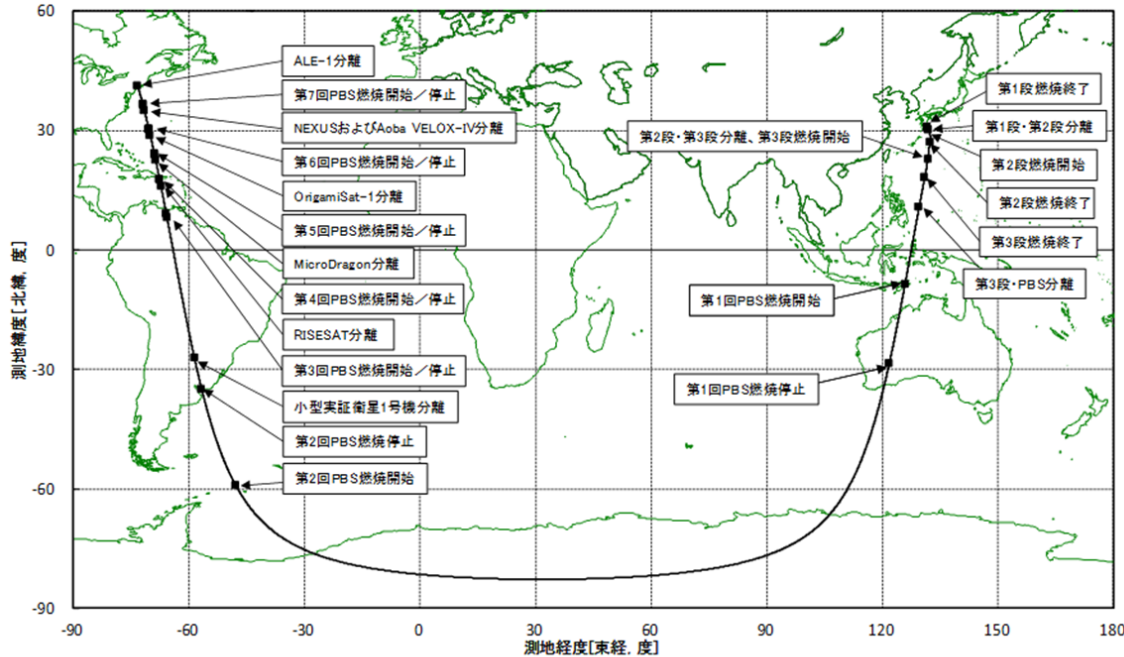 60
30
0
-30
-60
-90
測地緯度[北緯, 度]
ALE-1分離
第7回PBS燃焼開始／停止
NEXUSおよびAoba VELOX-IV分離
第6回PBS燃焼開始／停止
OrigamiSat-1分離
第5回PBS燃焼開始／停止
MicroDragon分離
第4回PBS燃焼開始／停止
RISESAT分離
第3回PBS燃焼開始／停止
小型実証衛星1号機分離
第2回PBS燃焼停止
第2回PBS燃焼開始
第1段燃焼終了
第1段・第2段分離
第2段・第3段分離、第3段燃焼開始
第2段燃焼開始
第2段燃焼終了
第3段燃焼終了
第3段・PBS分離
第1回PBS燃焼開始
第1回PBS燃焼停止
-90
-60
-30
0
30
60
90
120
150
180
測地経度[東経, 度]